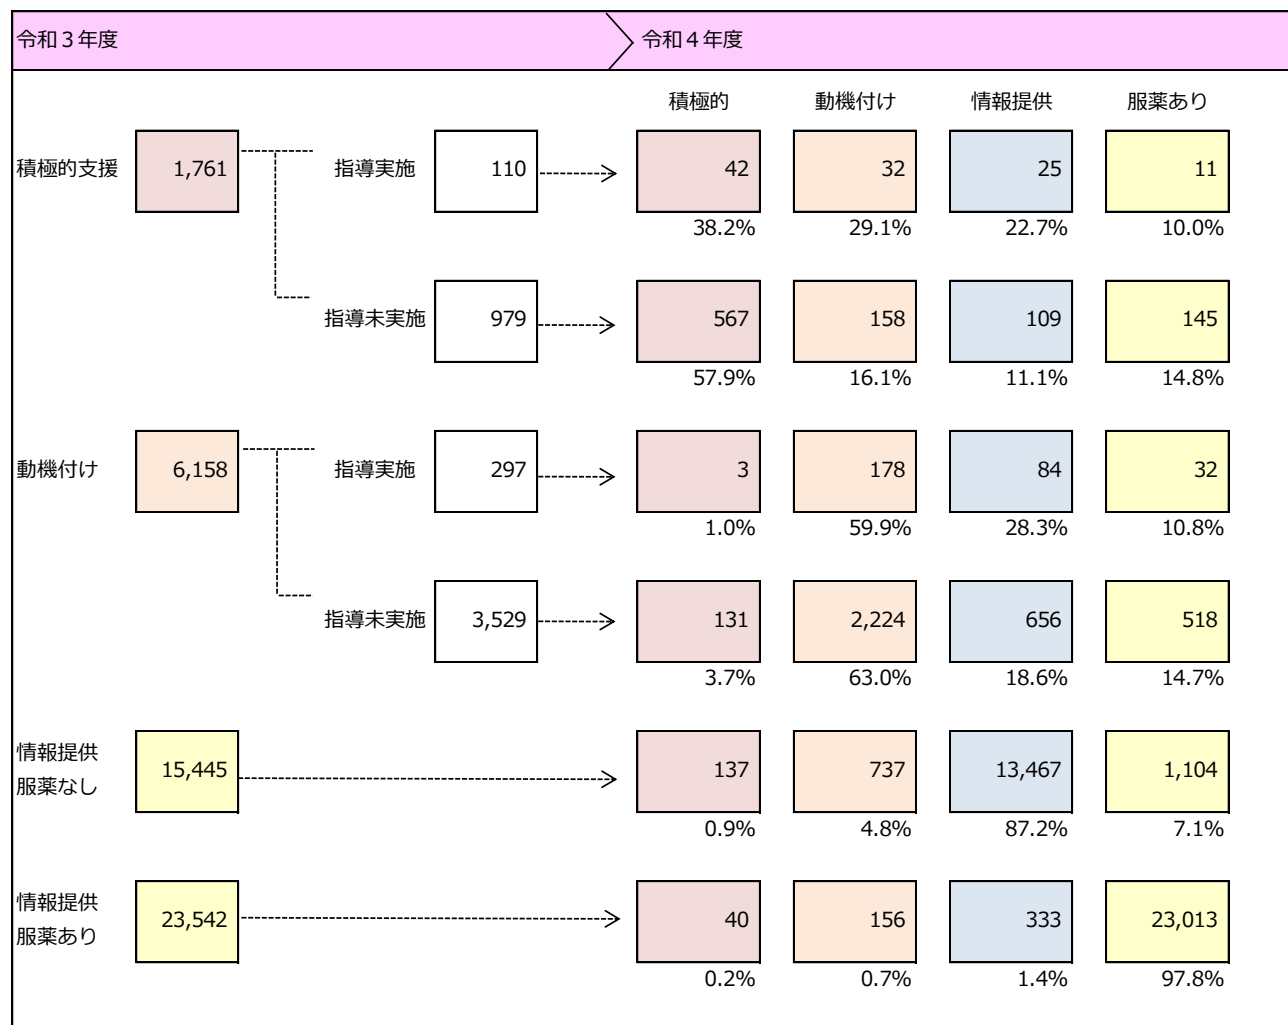 令和３年度 令和４年度
積極的 動機付け 情報提供 服薬あり
積極的支援 1,761 指導実施 110 42 32 25 11
38.2% 29.1% 22.7% 10.0%
指導未実施 979 567 158 109 145
57.9% 16.1% 11.1% 14.8%
動機付け 6,158 指導実施 297 3 178 84 32
1.0% 59.9% 28.3% 10.8%
指導未実施 3,529 131 2,224 656 518
3.7% 63.0% 18.6% 14.7%
情報提供
服薬なし 15,445 137 737 13,467 1,104
0.9% 4.8% 87.2% 7.1%
情報提供
服薬あり 23,542 40 156 333 23,013
0.2% 0.7% 1.4% 97.8%